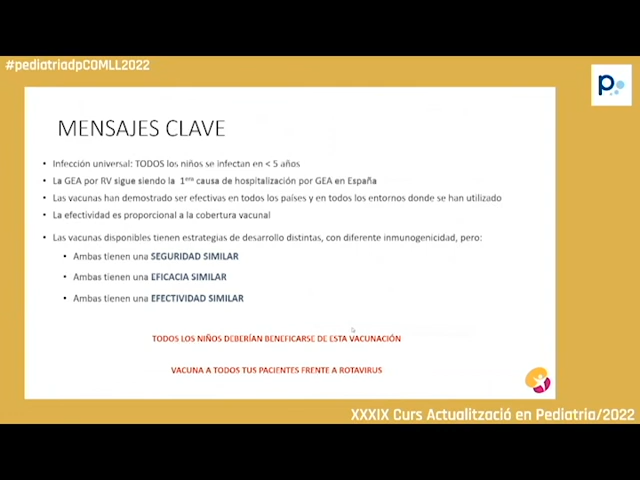 #pediatriadpCOMLL2022
p
MENSAJES CLAVE
• Infección universal: TODOS los niños se infectan en < 5 años
• La GEA por RV sigue siendo la 1era causa de hospitalización por GEA en España
• Las vacunas han demostrado ser efectivas en todos los países y en todos los entornos donde se han utilizado
• La efectividad es proporcional a la cobertura vacunal
• Las vacunas disponibles tienen estrategias de desarrollo distintas, con diferente inmunogenicidad, pero:
• Ambas tienen una SEGURIDAD SIMILAR
• Ambas tienen una EFICACIA SIMILAR
• Ambas tienen una EFECTIVIDAD SIMILAR
TODOS LOS NIÑOS DEBERÍAN BENEFICARSE DE ESTA VACUNACIÓN
VACUNA A TODOS TUS PACIENTES FRENTE A ROTAVIRUS
XXXIX Curs Actualització en Pediatria/2022